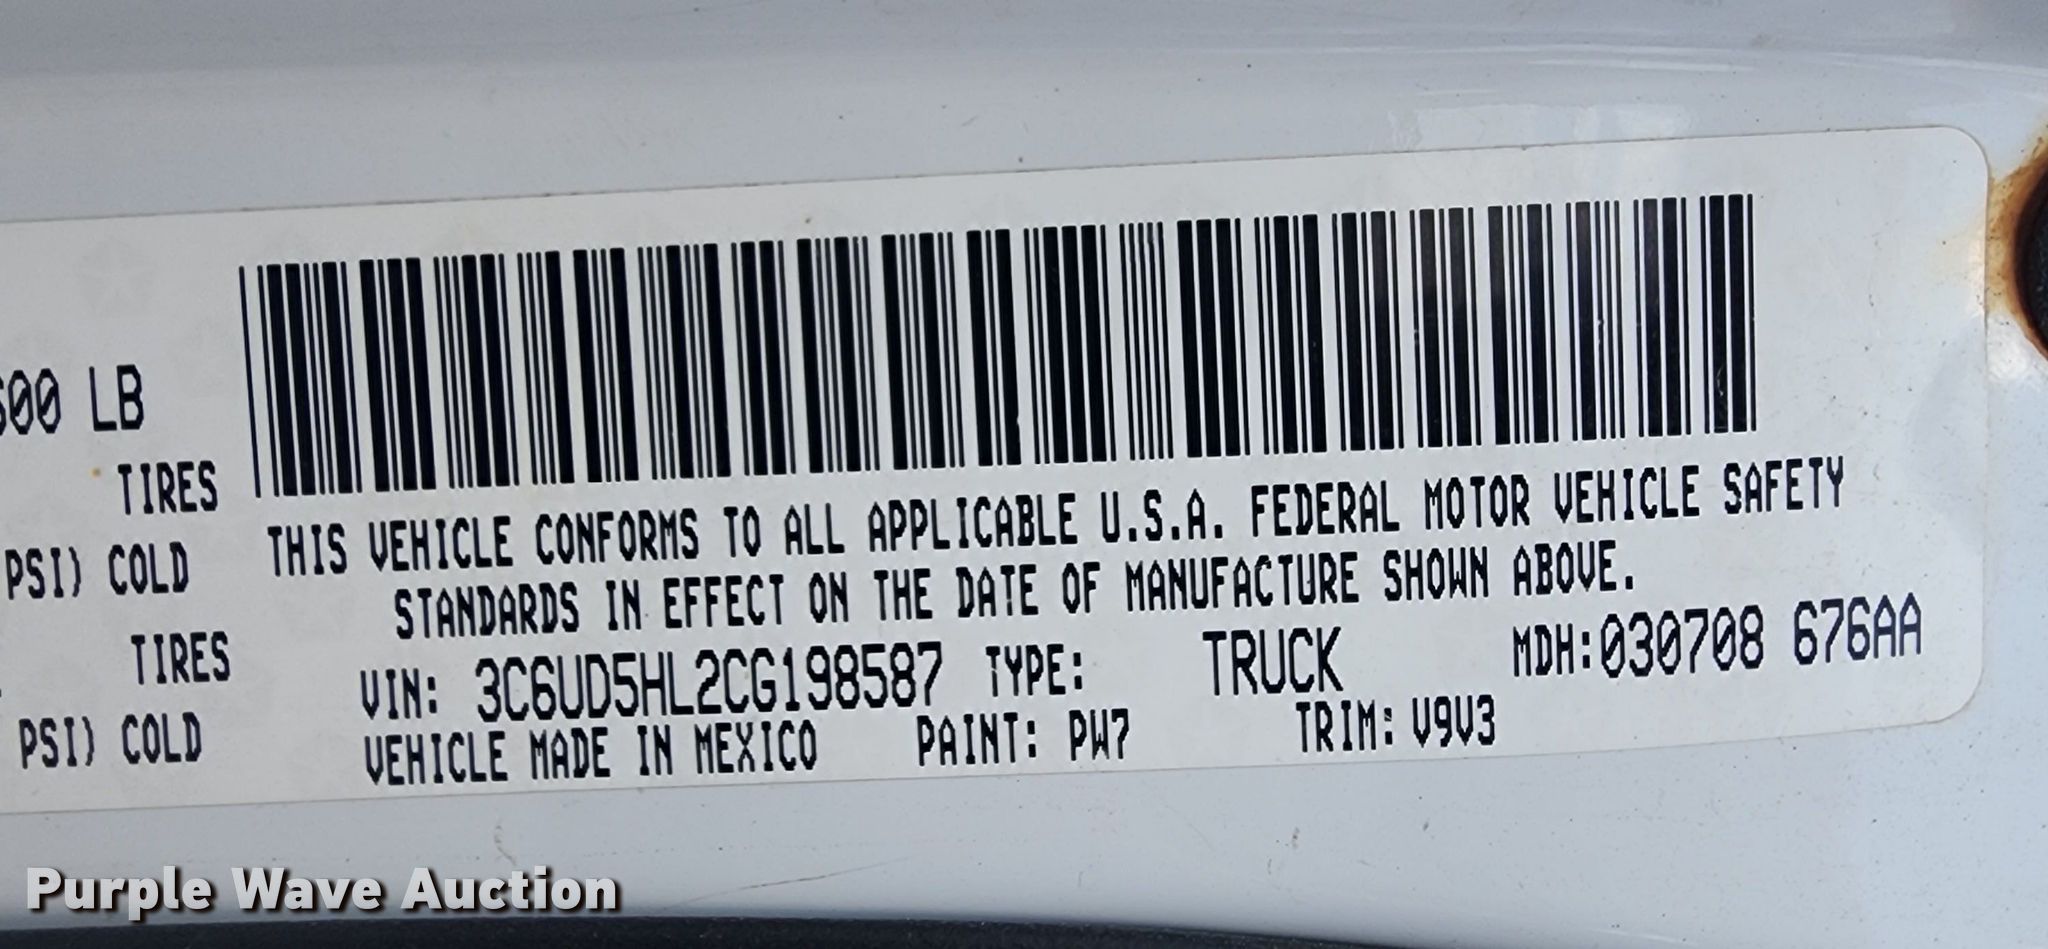 600 LB
TIRES
PSI) COLD
TIRES
PSI) COLD
THIS VEHICLE CONFORMS TO ALL APPLICABLE U.S.A. FEDERAL MOTOR VEHICLE SAFETY
STANDARDS IN EFFECT ON THE DATE OF MANUFACTURE SHOWN ABOVE.
VIN: 3C6UD5HL2CG198587 TYPE: TRUCK MDH:030708 676AA
VEHICLE MADE IN MEXICO PAINT: PW7 TRIM: V9V3
Purple Wave Auction